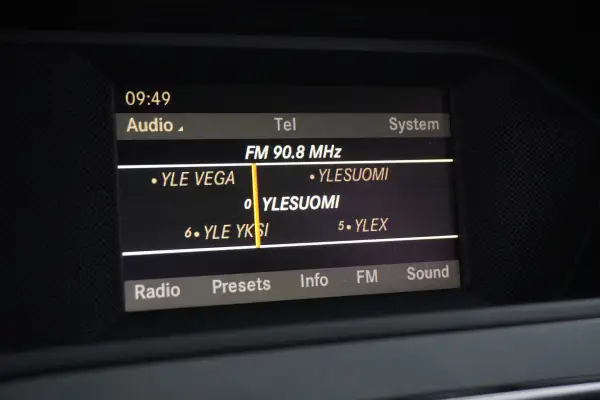 09:49
Audio Tel System
FM 90.8 MHz
•YLE VEGA •YLESUOMI
0 YLESUOMI
6•YLE YKSI 5•YLEX
Radio Presets Info FM Sound